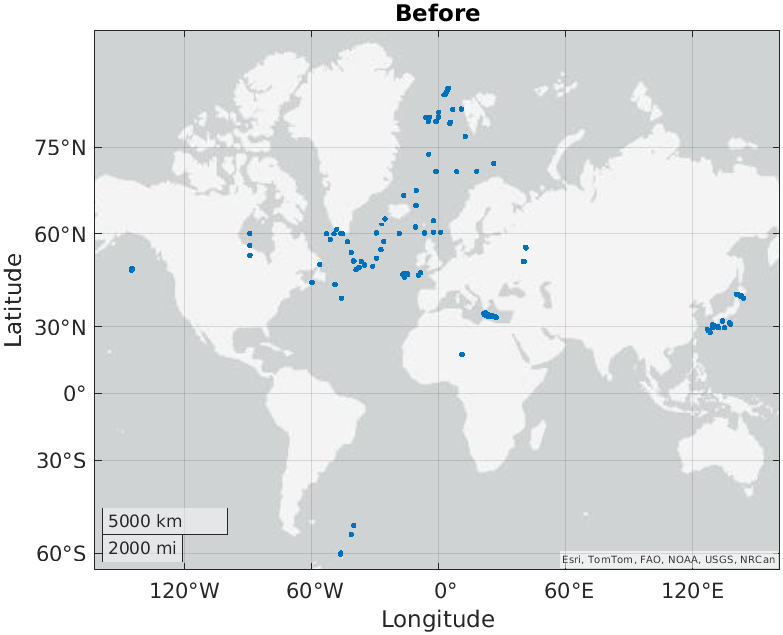 Before
75°N
60°N
30°N
0°
30°S
60°S
Latitude
5000 km
2000 mi
Esri, TomTom, FAO, NOAA, USGS, NRCan
120°W
60°W
0°
60°E
120°E
Longitude